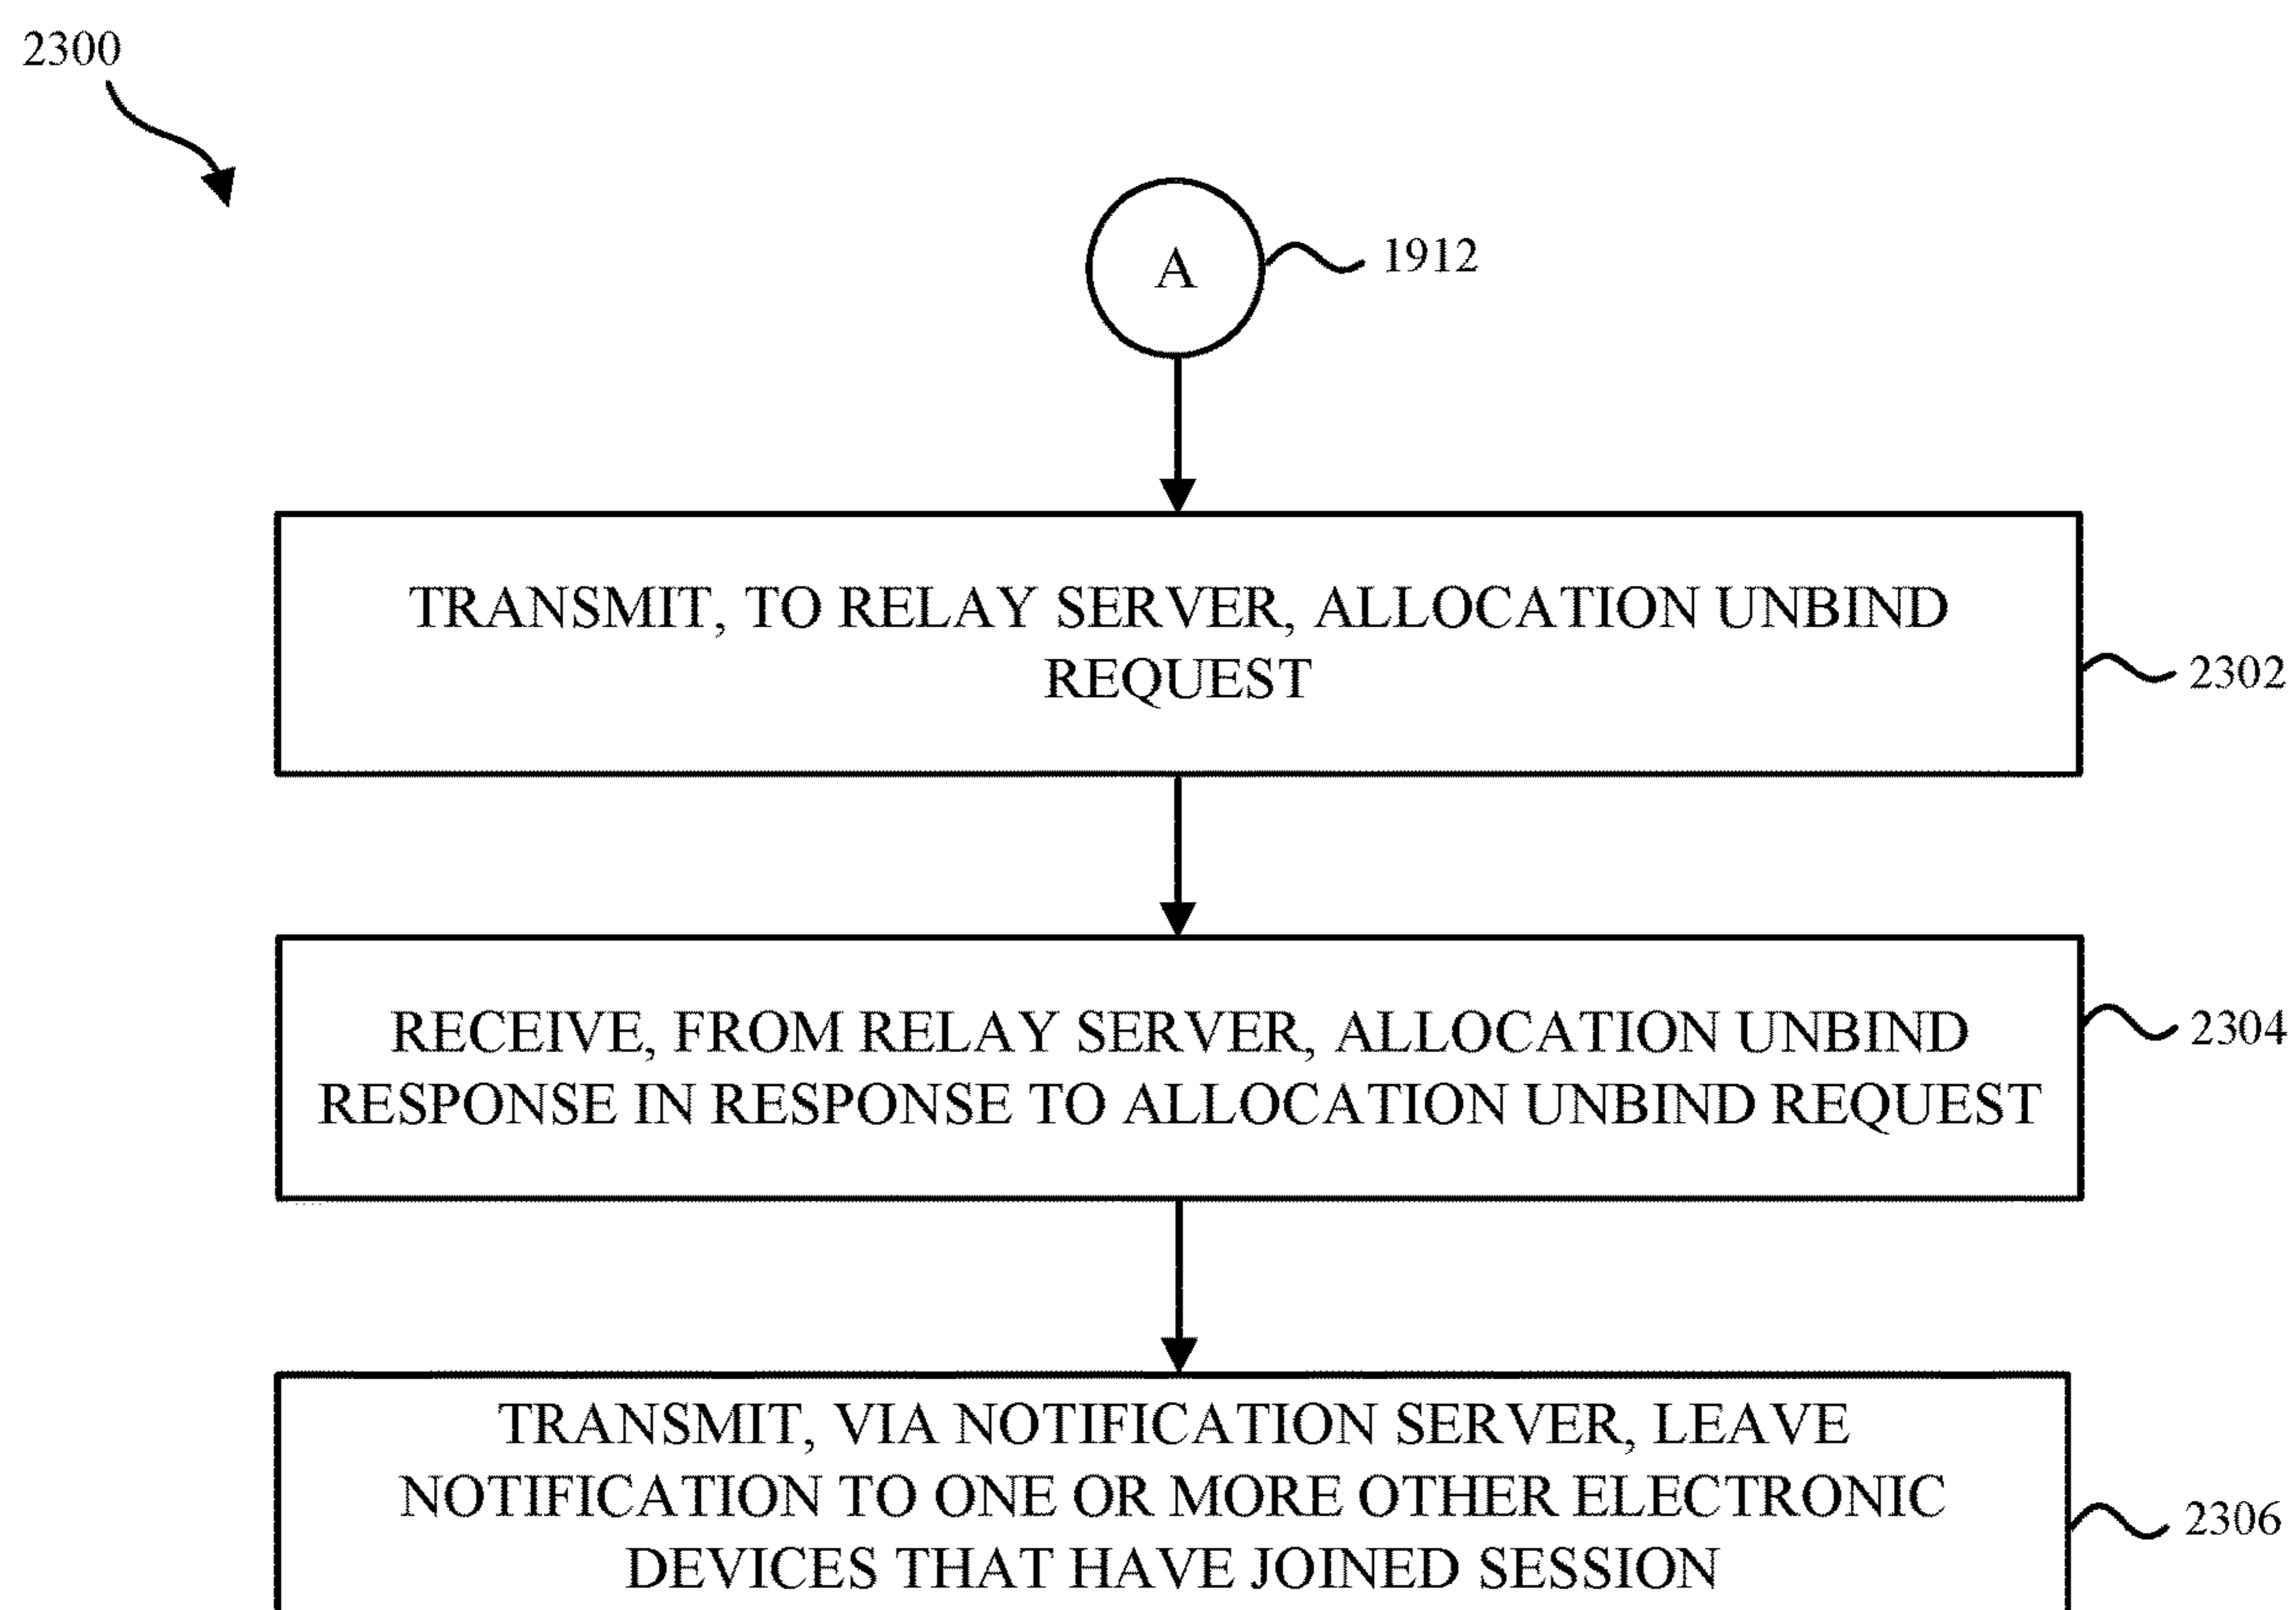 2300
A
1912
TRANSMIT, TO RELAY SERVER, ALLOCATION UNBIND
REQUEST
2302
RECEIVE, FROM RELAY SERVER, ALLOCATION UNBIND
RESPONSE IN RESPONSE TO ALLOCATION UNBIND REQUEST
2304
TRANSMIT, VIA NOTIFICATION SERVER, LEAVE
NOTIFICATION TO ONE OR MORE OTHER ELECTRONIC
DEVICES THAT HAVE JOINED SESSION
2306